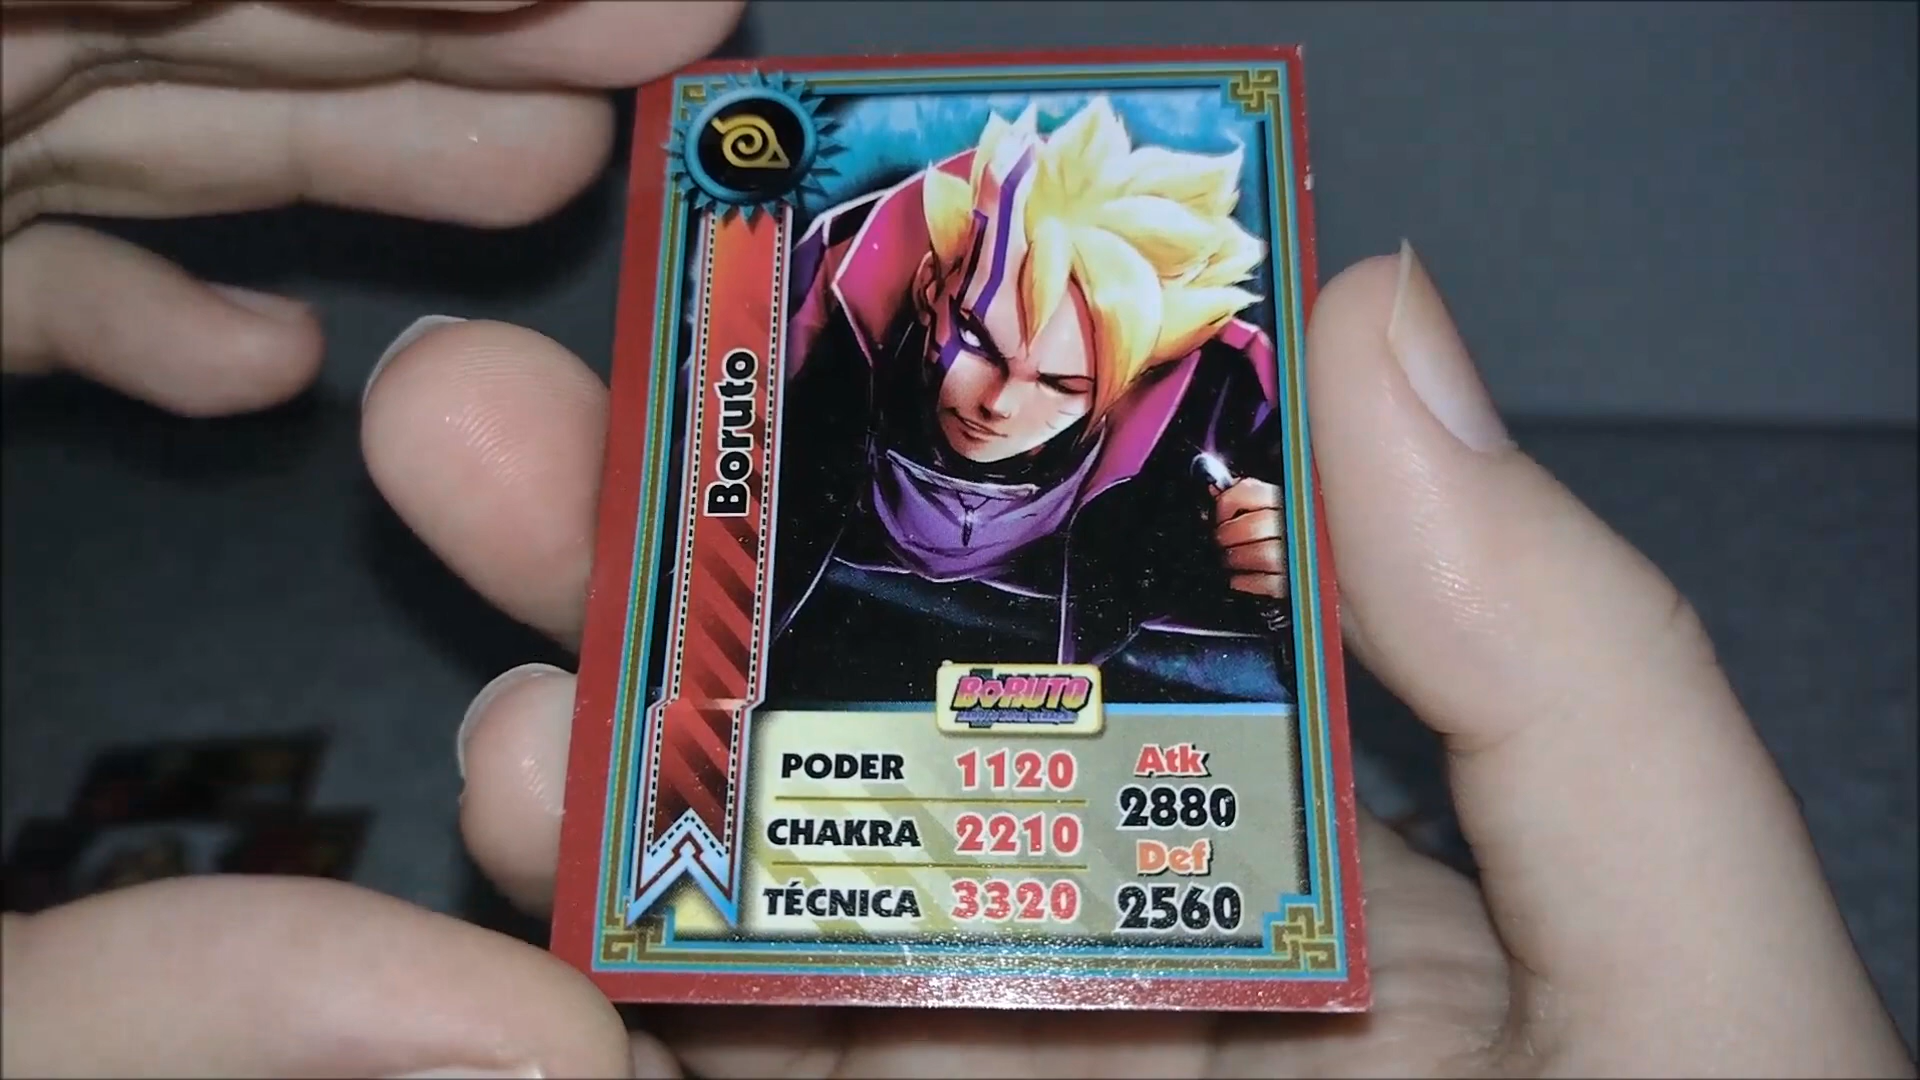 Boruto
BORUTO
PODER 1120
CHAKRA 2210
TÉCNICA 3320
Atk
2880
Def
2560